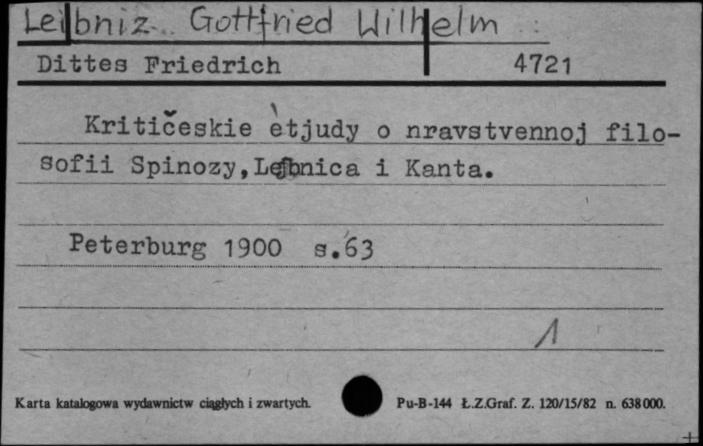 Leibniz Gottfried Wilhelm
Dittes Friedrich 4721
Kritičeskie ètjudy o nravstvennoj filo-
sofii Spinozy, Lejbnica i Kanta.
Peterburg 1900 s.63
1
Karta katalogowa wydawnictw ciągłych i zwartych. Pu-B-144 Ł.Z.Graf. Z. 120/15/82 n. 638000.